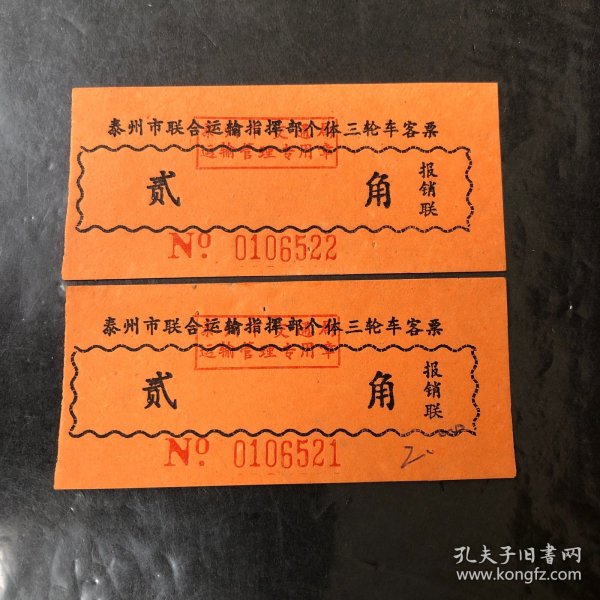 泰州市联合运输指挥部个体三轮车客票
运输管理专用章
贰 角
报销联
No. 0106522
泰州市联合运输指挥部个体三轮车客票
运输管理专用章
贰 角
报销联
No. 0106521
孔夫子旧书网
www.kongfz.com